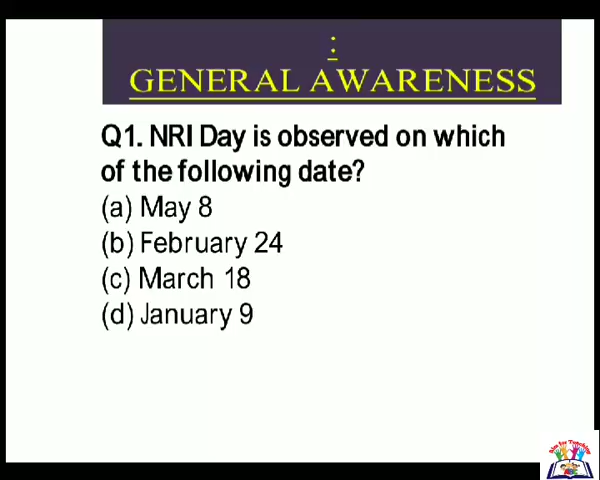 :
GENERAL AWARENESS
Q1. NRI Day is observed on which
of the following date?
(a) May 8
(b) February 24
(c) March 18
(d) January 9